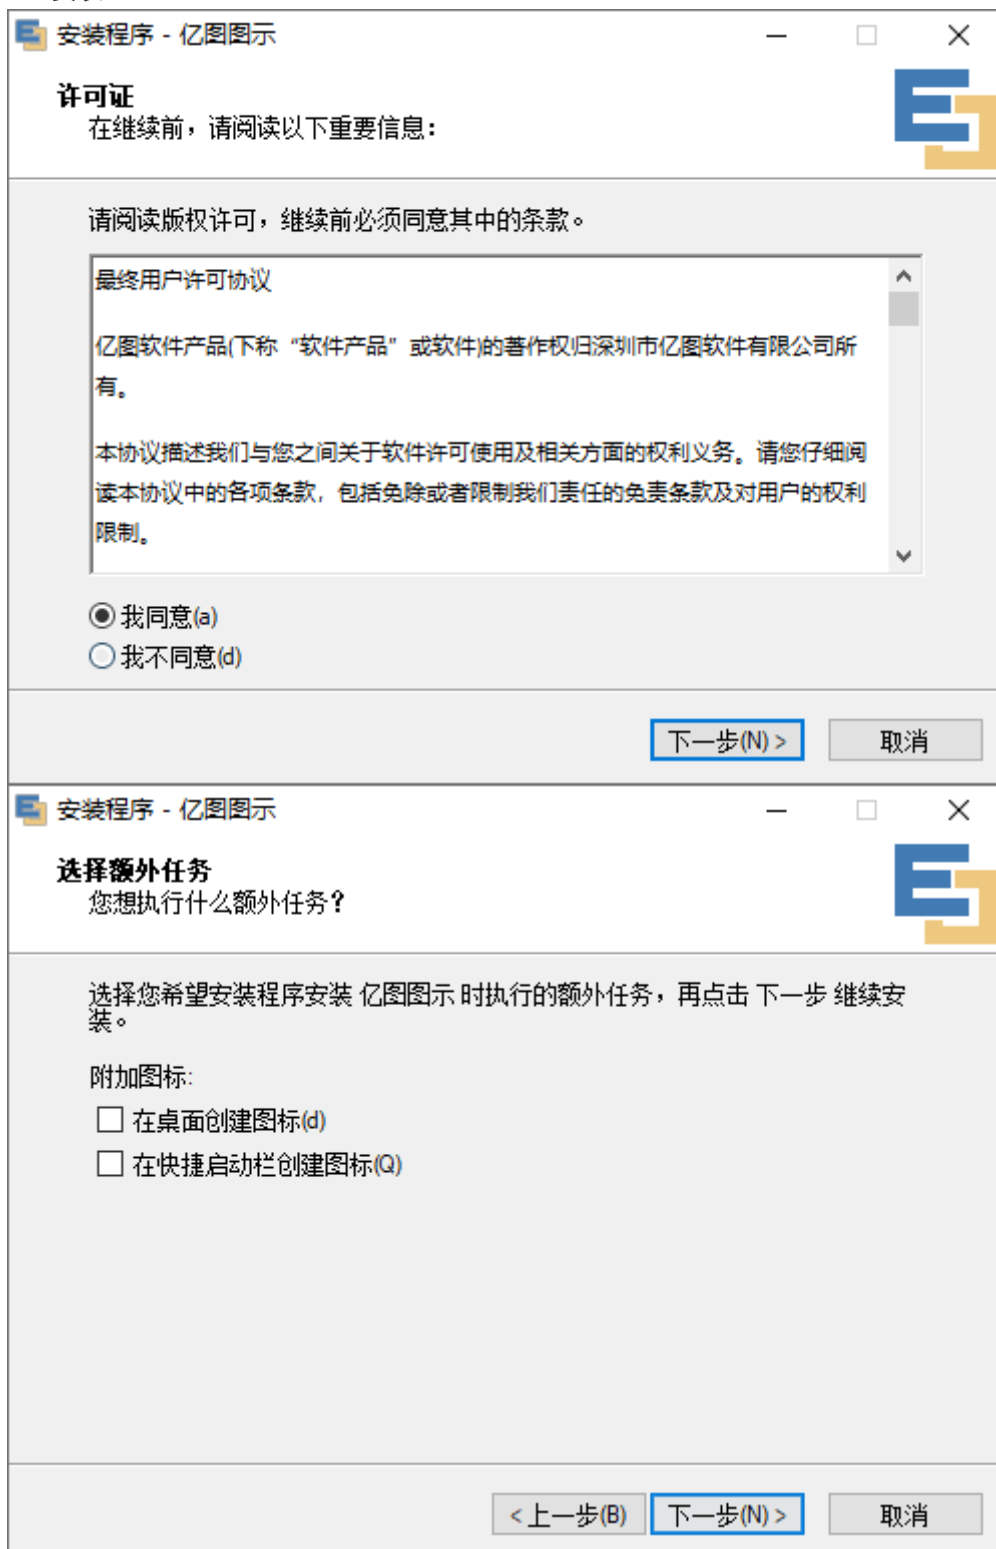 安装程序 - 亿图图示
许可证
在继续前，请阅读以下重要信息：
请阅读版权许可，继续前必须同意其中的条款。
最终用户许可协议
亿图软件产品(下称“软件产品”或软件)的著作权归深圳市亿图软件有限公司所
有。
本协议描述我们与您之间关于软件许可使用及相关方面的权利义务。请您仔细阅
读本协议中的各项条款，包括免除或者限制我们责任的免责条款及对用户的权利
限制。
我同意(a)
我不同意(d)
下一步(N) >
取消
安装程序 - 亿图图示
选择额外任务
您想执行什么额外任务？
选择您希望安装程序安装 亿图图示 时执行的额外任务，再点击 下一步 继续安
装。
附加图标:
在桌面创建图标(d)
在快捷启动栏创建图标(Q)
< 上一步(B)
下一步(N) >
取消